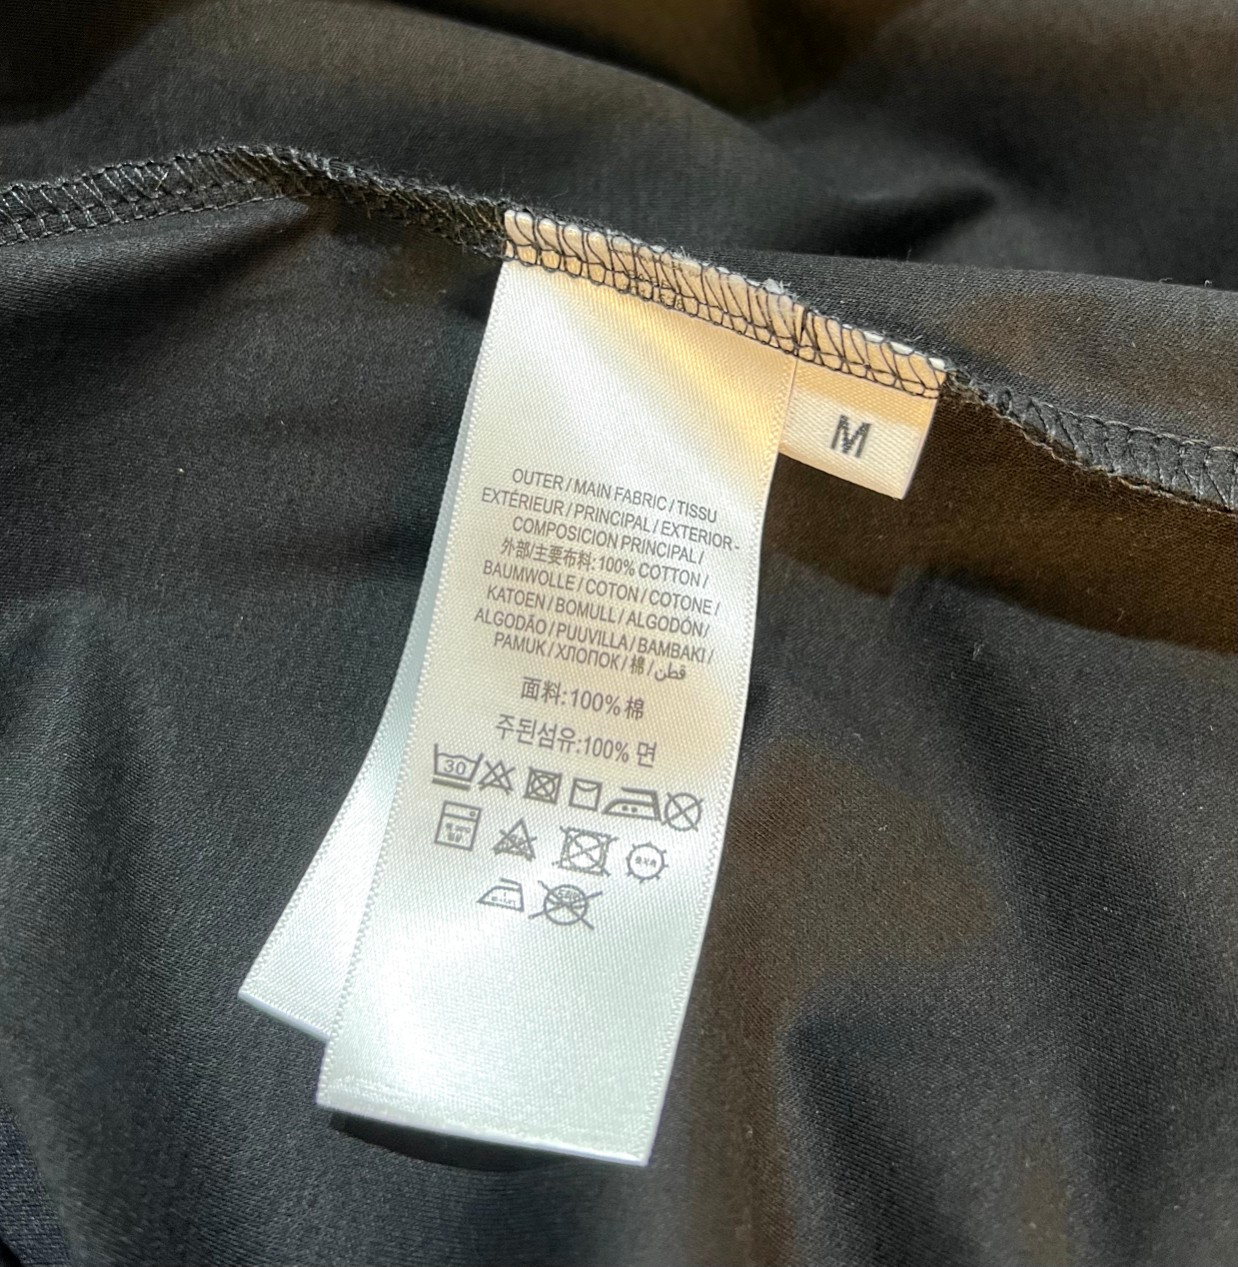 M
OUTER / MAIN FABRIC / TISSU
EXTÉRIEUR / PRINCIPAL / EXTERIOR-
COMPOSICION PRINCIPAL /
外部/主要布料:100% COTTON /
BAUMWOLLE / COTON / COTONE /
KATOEN / BOMULL / ALGODÓN /
ALGODÃO / PUUVILLA / BAMBAKI /
PAMUK / ХЛОПОК / 棉 / قطن
面料:100% 棉
주된섬유:100% 면
30